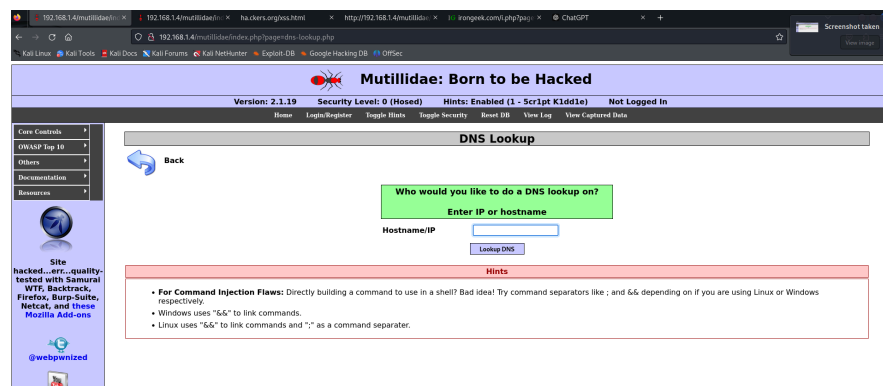 192.168.1.4/mutillidae/in
192.168.1.4/mutillidae/in
ha.ckers.org/xss.html
http://192.168.1.4/mutillidae
irongeek.com/i.php?page=
ChatGPT
Screenshot taken
View image
192.168.1.4/mutillidae/index.php?page=dns-lookup.php
Kali Linux
Kali Tools
Kali Docs
Kali Forums
Kali NetHunter
Exploit-DB
Google Hacking DB
OffSec
Mutillidae: Born to be Hacked
Version: 2.1.19 Security Level: 0 (Hosed) Hints: Enabled (1 - 5cr1pt K1dd1e) Not Logged In
Home Login/Register Toggle Hints Toggle Security Reset DB View Log View Captured Data
Core Controls
OWASP Top 10
Others
Documentation
Resources
Site
hacked...err...quality-
tested with Samurai
WTF, Backtrack,
Firefox, Burp-Suite,
Netcat, and these
Mozilla Add-ons
@webpwnized
DNS Lookup
Back
Who would you like to do a DNS lookup on?
Enter IP or hostname
Hostname/IP
Lookup DNS
Hints
• For Command Injection Flaws: Directly building a command to use in a shell? Bad idea! Try command separators like ; and && depending on if you are using Linux or Windows
respectively.
• Windows uses "&&" to link commands.
• Linux uses "&&" to link commands and ";" as a command separater.